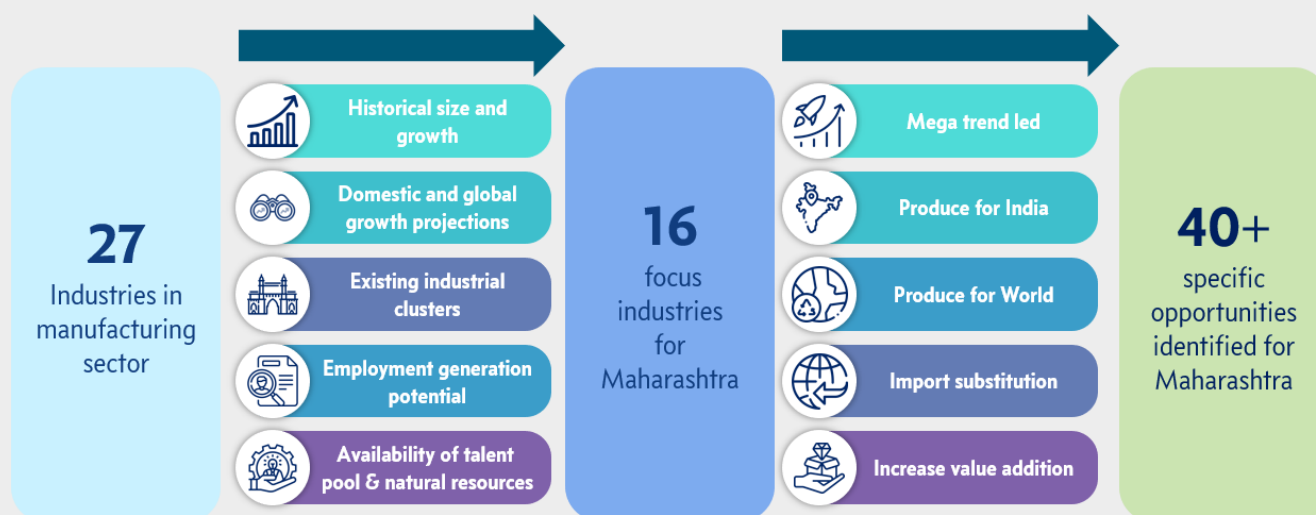 27
Industries in
manufacturing
sector
Historical size and
growth
Domestic and global
growth projections
Existing industrial
clusters
Employment generation
potential
Availability of talent
pool & natural resources
16
focus
industries
for
Maharashtra
Mega trend led
Produce for India
Produce for World
Import substitution
Increase value addition
40+
specific
opportunities
identified for
Maharashtra